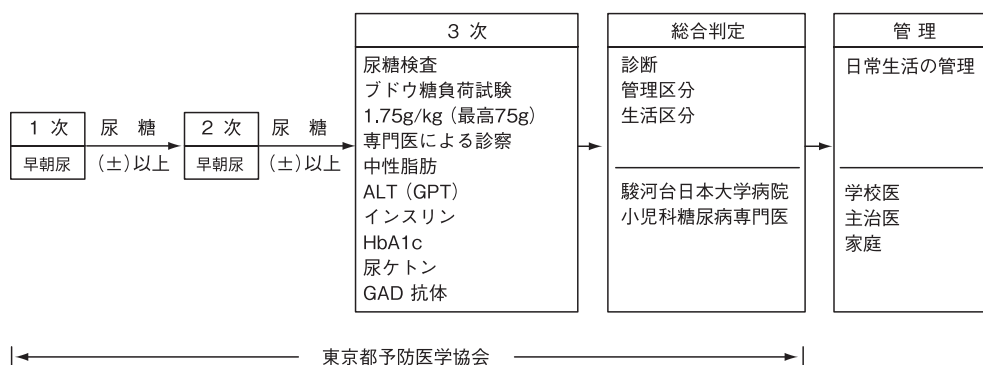 1 次
早朝尿
尿 糖
(±)以上
2 次
早朝尿
尿 糖
(±)以上
3 次
尿糖検査
ブドウ糖負荷試験
1.75g/kg (最高75g)
専門医による診察
中性脂肪
ALT (GPT)
インスリン
HbA1c
尿ケトン
GAD 抗体
総合判定
診断
管理区分
生活区分
駿河台日本大学病院
小児科糖尿病専門医
管 理
日常生活の管理
学校医
主治医
家庭
東京都予防医学協会